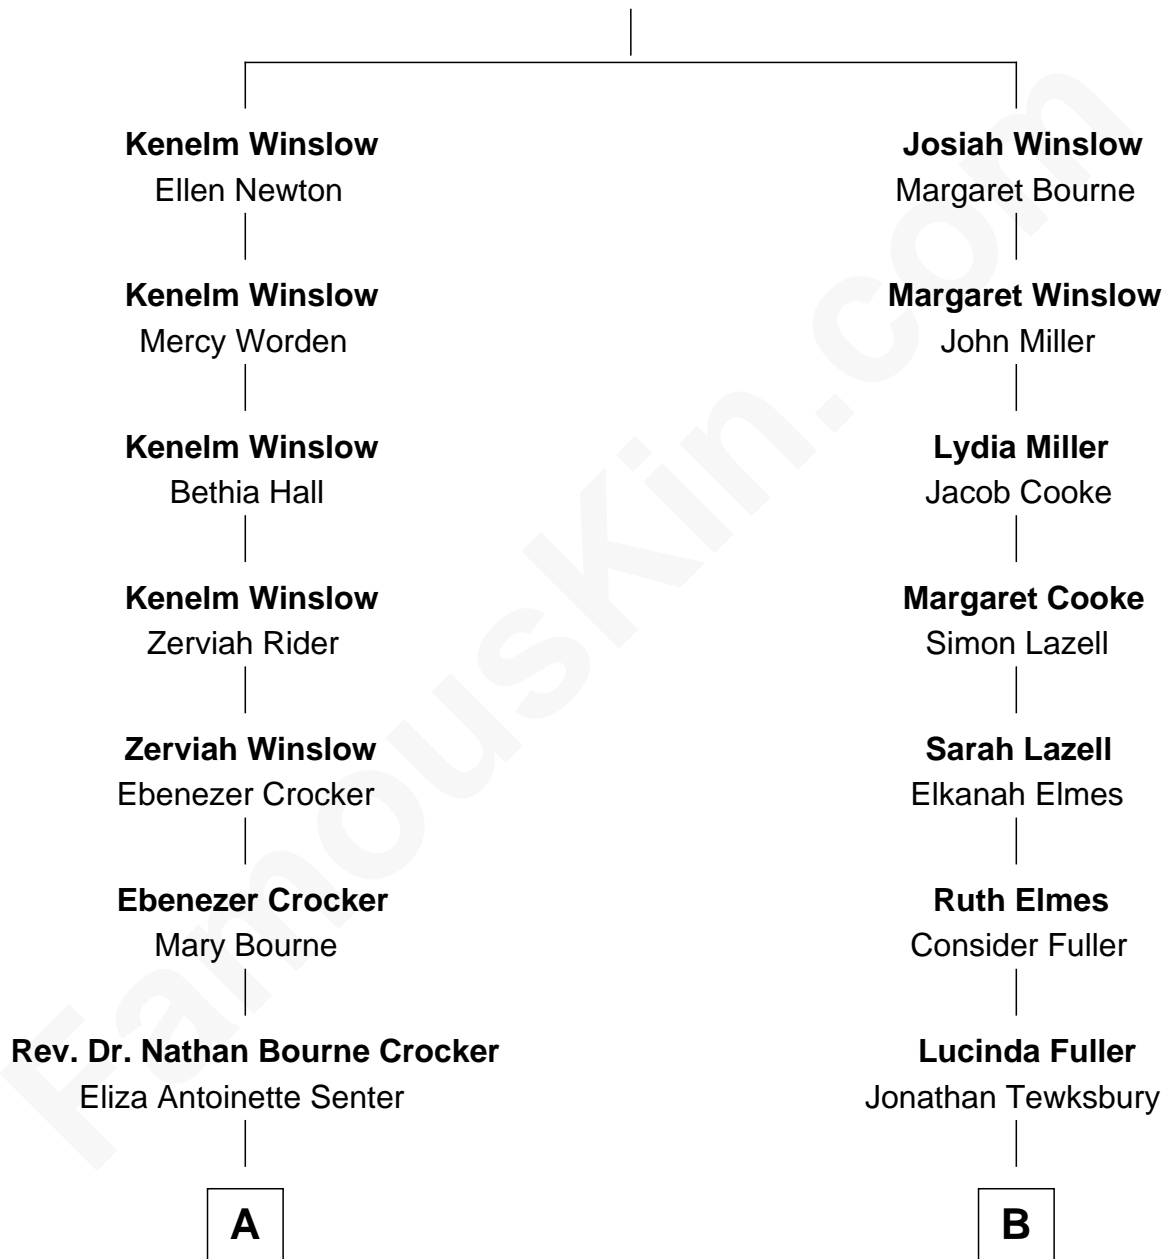 Kenelm Winslow
Ellen Newton
Kenelm Winslow
Mercy Worden
Kenelm Winslow
Bethia Hall
Kenelm Winslow
Zerviah Rider
Zerviah Winslow
Ebenezer Crocker
Ebenezer Crocker
Mary Bourne
Rev. Dr. Nathan Bourne Crocker
Eliza Antoinette Senter
A
Josiah Winslow
Margaret Bourne
Margaret Winslow
John Miller
Lydia Miller
Jacob Cooke
Margaret Cooke
Simon Lazell
Sarah Lazell
Elkanah Elmes
Ruth Elmes
Consider Fuller
Lucinda Fuller
Jonathan Tewksbury
B
FamousKin.com